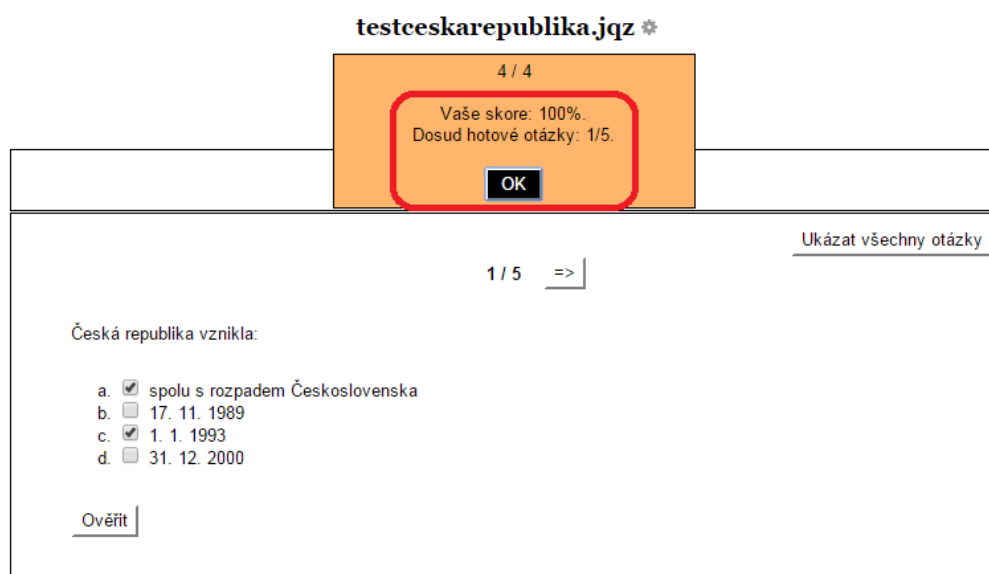 testceskarepublika.jqz
4 / 4
Vaše skore: 100%.
Dosud hotové otázky: 1/5.
OK
Ukázat všechny otázky
1 / 5 =>
Česká republika vznikla:
a. spolu s rozpadem Československa
b. 17. 11. 1989
c. 1. 1. 1993
d. 31. 12. 2000
Ověřit